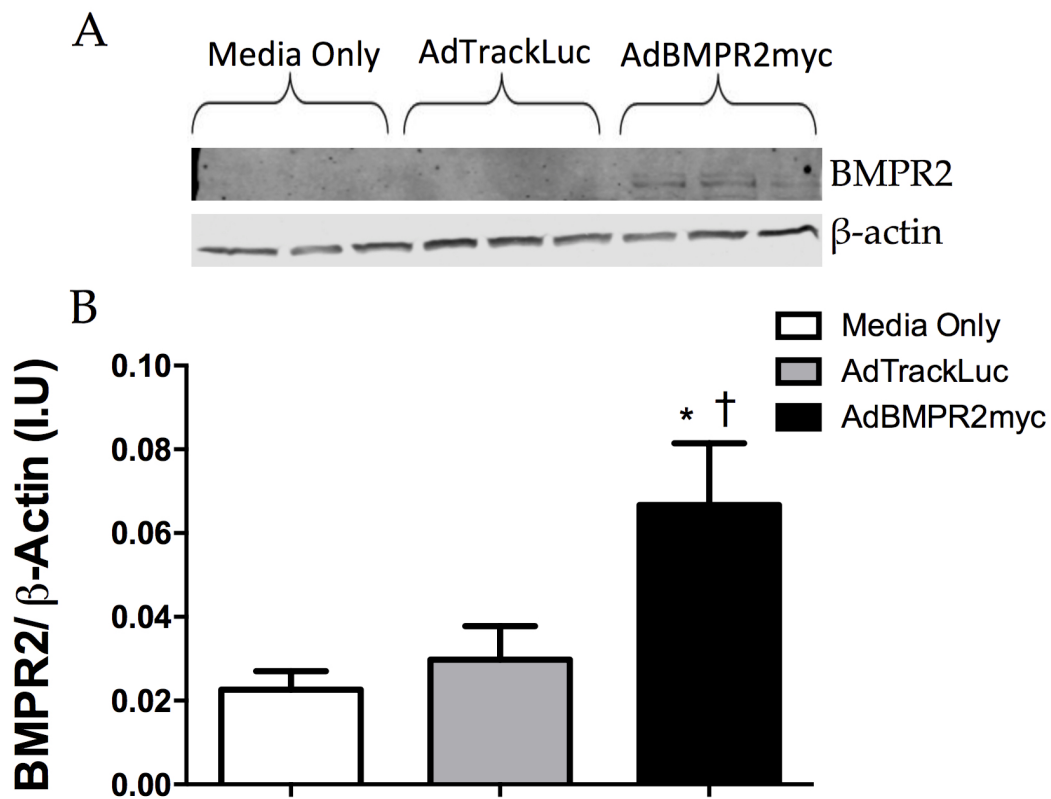 A
Media Only AdTrackLuc AdBMPR2myc
BMPR2
β-actin
B
Media Only
AdTrackLuc
AdBMPR2myc
BMPR2/ β-Actin (I.U)
0.10
0.08
0.06
0.04
0.02
0.00
* †